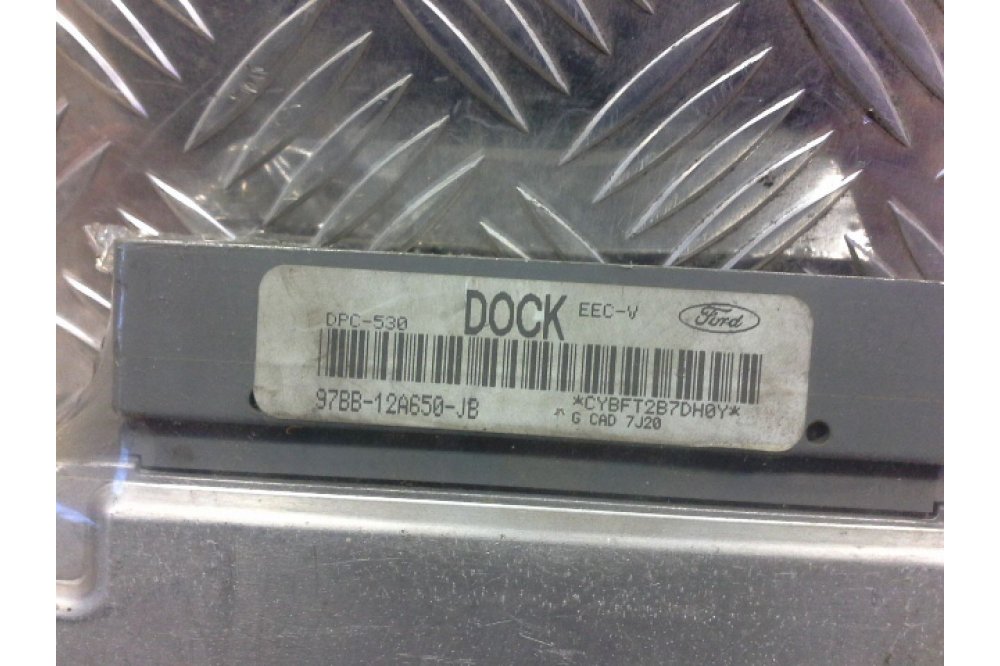 DPC-530 DOCK EEC-V Ford
97BB-12A650-JB *CYBFT2B7DH0Y*
G CAD 7J20